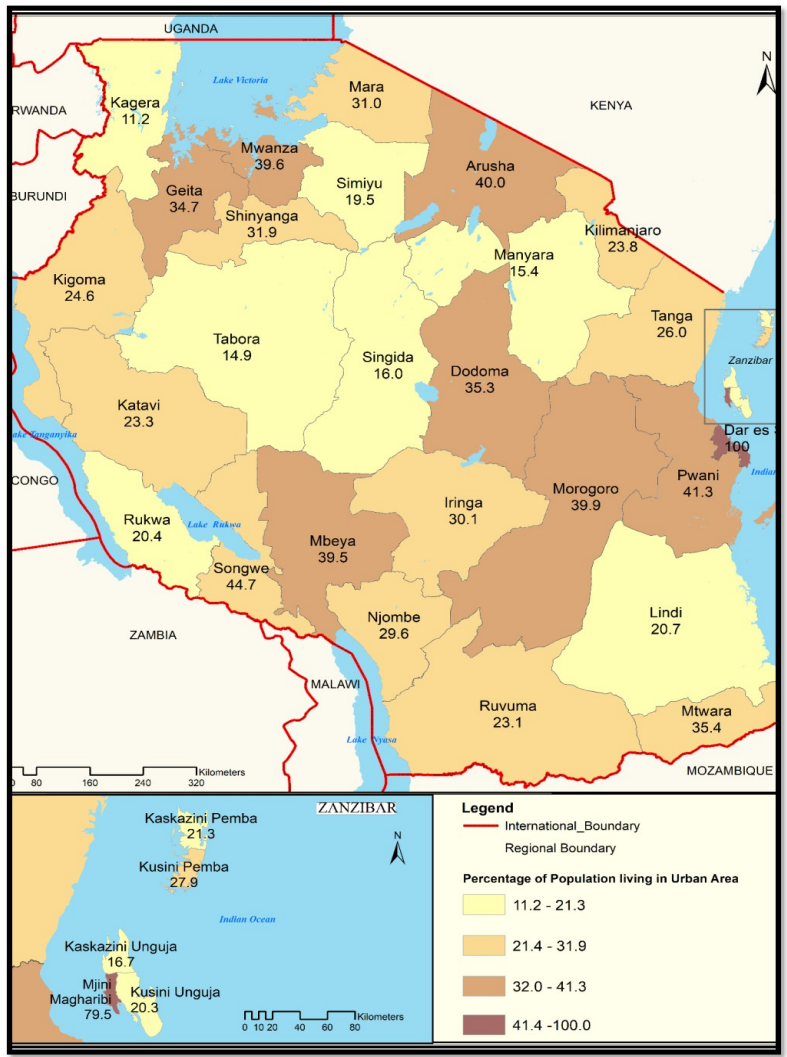 UGANDA
Lake Victoria
N
KENYA
RWANDA
BURUNDI
Kagera
11.2
Mara
31.0
Mwanza
39.6
Geita
34.7
Simiyu
19.5
Arusha
40.0
Shinyanga
31.9
Kilimanjaro
23.8
Manyara
15.4
Kigoma
24.6
Tanga
26.0
Tabora
14.9
Singida
16.0
Dodoma
35.3
Zanzibar
Katavi
23.3
ake Tanganyika
Dar es S
100
CONGO
Pwani
41.3
Indian
Morogoro
39.9
Iringa
30.1
Rukwa
20.4
Lake Rukwa
Mbeya
39.5
Songwe
44.7
Njombe
29.6
Lindi
20.7
ZAMBIA
MALAWI
Ruvuma
23.1
Mtwara
35.4
Lake Nyasa
MOZAMBIQUE
0 80 160 240 320 Kilometers
ZANZIBAR
Kaskazini Pemba
21.3
N
Kusini Pemba
27.9
Indian Ocean
Kaskazini Unguja
16.7
Mjini
Magharibi
79.5
Kusini Unguja
20.3
Kilometers
0 10 20 40 60 80
Legend
International_Boundary
Regional Boundary
Percentage of Population living in Urban Area
11.2 - 21.3
21.4 - 31.9
32.0 - 41.3
41.4 -100.0